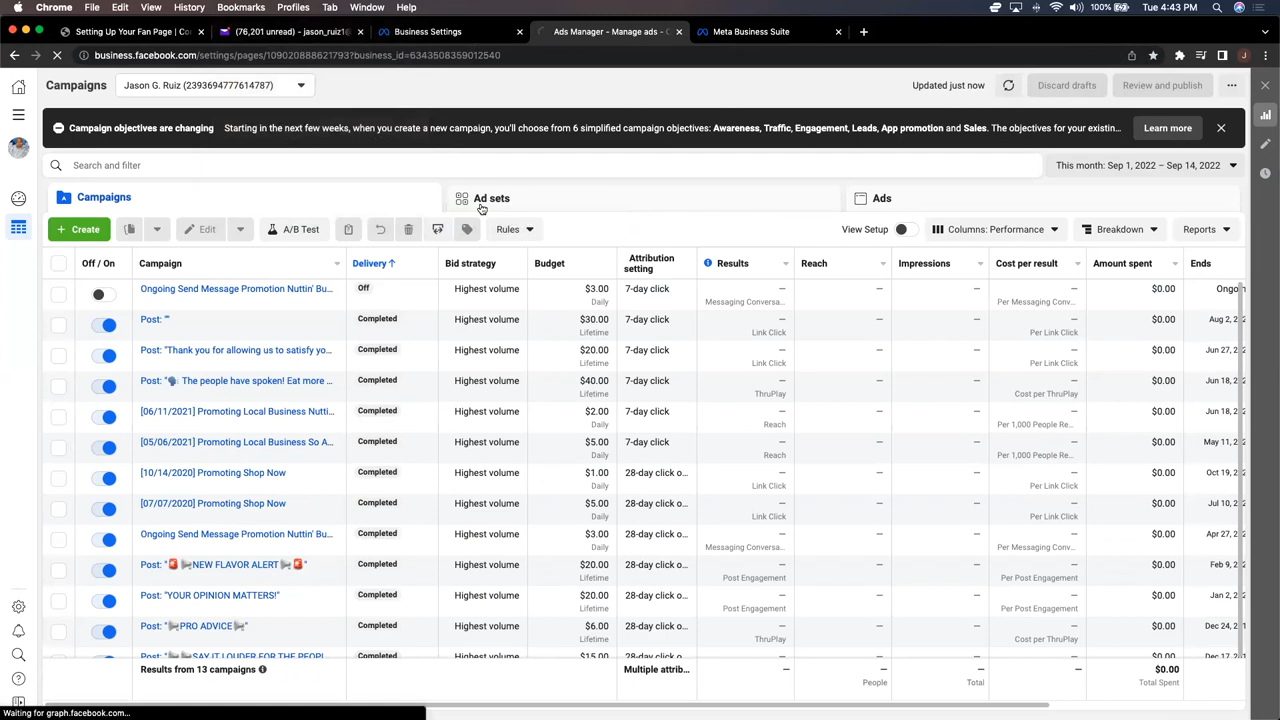 Chrome File Edit View History Bookmarks Profiles Tab Window Help 100% Tue 4:43 PM
Setting Up Your Fan Page | Co (76,201 unread) - jason_ruiz1 Business Settings Ads Manager - Manage ads - C Meta Business Suite
business.facebook.com/settings/pages/109020888621793?business_id=6343508359012540
Campaigns Jason G. Ruiz (2393694777614787) Updated just now Discard drafts Review and publish
Campaign objectives are changing Starting in the next few weeks, when you create a new campaign, you'll choose from 6 simplified campaign objectives: Awareness, Traffic, Engagement, Leads, App promotion and Sales. The objectives for your existin... Learn more
Search and filter This month: Sep 1, 2022 – Sep 14, 2022
Campaigns Ad sets Ads
+ Create Edit A/B Test Rules View Setup Columns: Performance Breakdown Reports
Off / On Campaign Delivery ↑ Bid strategy Budget Attribution setting Results Reach Impressions Cost per result Amount spent Ends
Ongoing Send Message Promotion Nuttin' Bu... Off Highest volume $3.00 7-day click — — — — $0.00 Ongo
Daily Messaging Conversa... Per Messaging Conv...
Post: "" Completed Highest volume $30.00 7-day click — — — — $0.00 Aug 2, 2
Lifetime Link Click Per Link Click
Post: "Thank you for allowing us to satisfy yo... Completed Highest volume $20.00 7-day click — — — — $0.00 Jun 27, 2
Lifetime Link Click Per Link Click
Post: "🗣 The people have spoken! Eat more ... Completed Highest volume $40.00 7-day click — — — — $0.00 Jun 18, 2
Lifetime ThruPlay Cost per ThruPlay
[06/11/2021] Promoting Local Business Nutti... Completed Highest volume $2.00 7-day click — — — — $0.00 Jun 18, 2
Daily Reach Per 1,000 People Re...
[05/06/2021] Promoting Local Business So A... Completed Highest volume $5.00 7-day click — — — — $0.00 May 11, 2
Daily Reach Per 1,000 People Re...
[10/14/2020] Promoting Shop Now Completed Highest volume $1.00 28-day click o... — — — — $0.00 Oct 19, 2
Daily Link Click Per Link Click
[07/07/2020] Promoting Shop Now Completed Highest volume $5.00 28-day click o... — — — — $0.00 Jul 10, 2
Daily Link Click Per Link Click
Ongoing Send Message Promotion Nuttin' Bu... Completed Highest volume $3.00 28-day click o... — — — — $0.00 Apr 27, 2
Daily Messaging Conversa... Per Messaging Conv...
Post: "🚨📢NEW FLAVOR ALERT📢🚨" Completed Highest volume $20.00 28-day click o... — — — — $0.00 Feb 9, 2
Lifetime Post Engagement Per Post Engagement
Post: "YOUR OPINION MATTERS!" Completed Highest volume $20.00 28-day click o... — — — — $0.00 Jan 2, 2
Lifetime Post Engagement Per Post Engagement
Post: "📢PRO ADVICE📢" Completed Highest volume $6.00 28-day click o... — — — — $0.00 Dec 24, 2
Lifetime ThruPlay Cost per ThruPlay
Post: "📢📢SAY IT LOUDER FOR THE PEOPL Completed Highest volume $15.00 28-day click o... $0.00 Dec 17, 2
Results from 13 campaigns Multiple attrib... — — — — $0.00
People Total Total Spent
Waiting for graph.facebook.com...